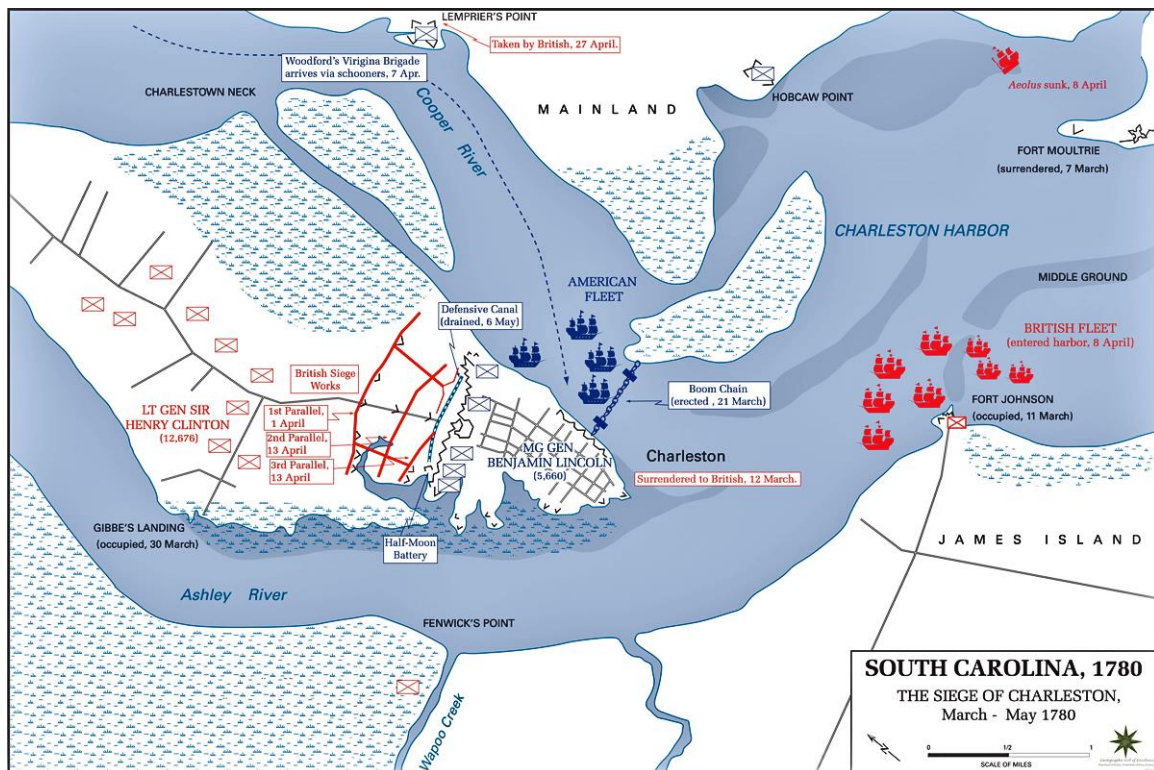 LEMPRIER'S POINT
Taken by British, 27 April.
Woodford's Virigina Brigade
arrives via schooners, 7 Apr.
CHARLESTOWN NECK
Cooper
River
MAINLAND
HOBCAW POINT
Aeolus sunk, 8 April
FORT MOULTRIE
(surrendered, 7 March)
CHARLESTON HARBOR
MIDDLE GROUND
AMERICAN
FLEET
Defensive Canal
(drained, 6 May)
BRITISH FLEET
(entered harbor, 8 April)
British Siege
Works
Boom Chain
(erected , 21 March)
FORT JOHNSON
(occupied, 11 March)
LT GEN SIR
HENRY CLINTON
(12,676)
1st Parallel,
1 April
2nd Parallel,
13 April
3rd Parallel,
13 April
MG GEN
BENJAMIN LINCOLN
(5,660)
Charleston
Surrendered to British, 12 March.
GIBBE'S LANDING
(occupied, 30 March)
Half-Moon
Battery
JAMES ISLAND
Ashley River
FENWICK'S POINT
Wapoo Creek
SOUTH CAROLINA, 1780
THE SIEGE OF CHARLESTON,
March - May 1780
N
0 1/2 1
SCALE OF MILES